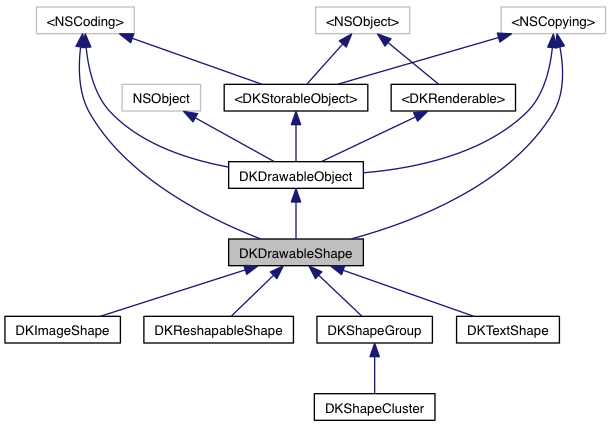 <NSCoding>
<NSObject>
<NSCopying>
NSObject
<DKStorableObject>
<DKRenderable>
DKDrawableObject
DKDrawableShape
DKImageShape
DKReshapableShape
DKShapeGroup
DKTextShape
DKShapeCluster